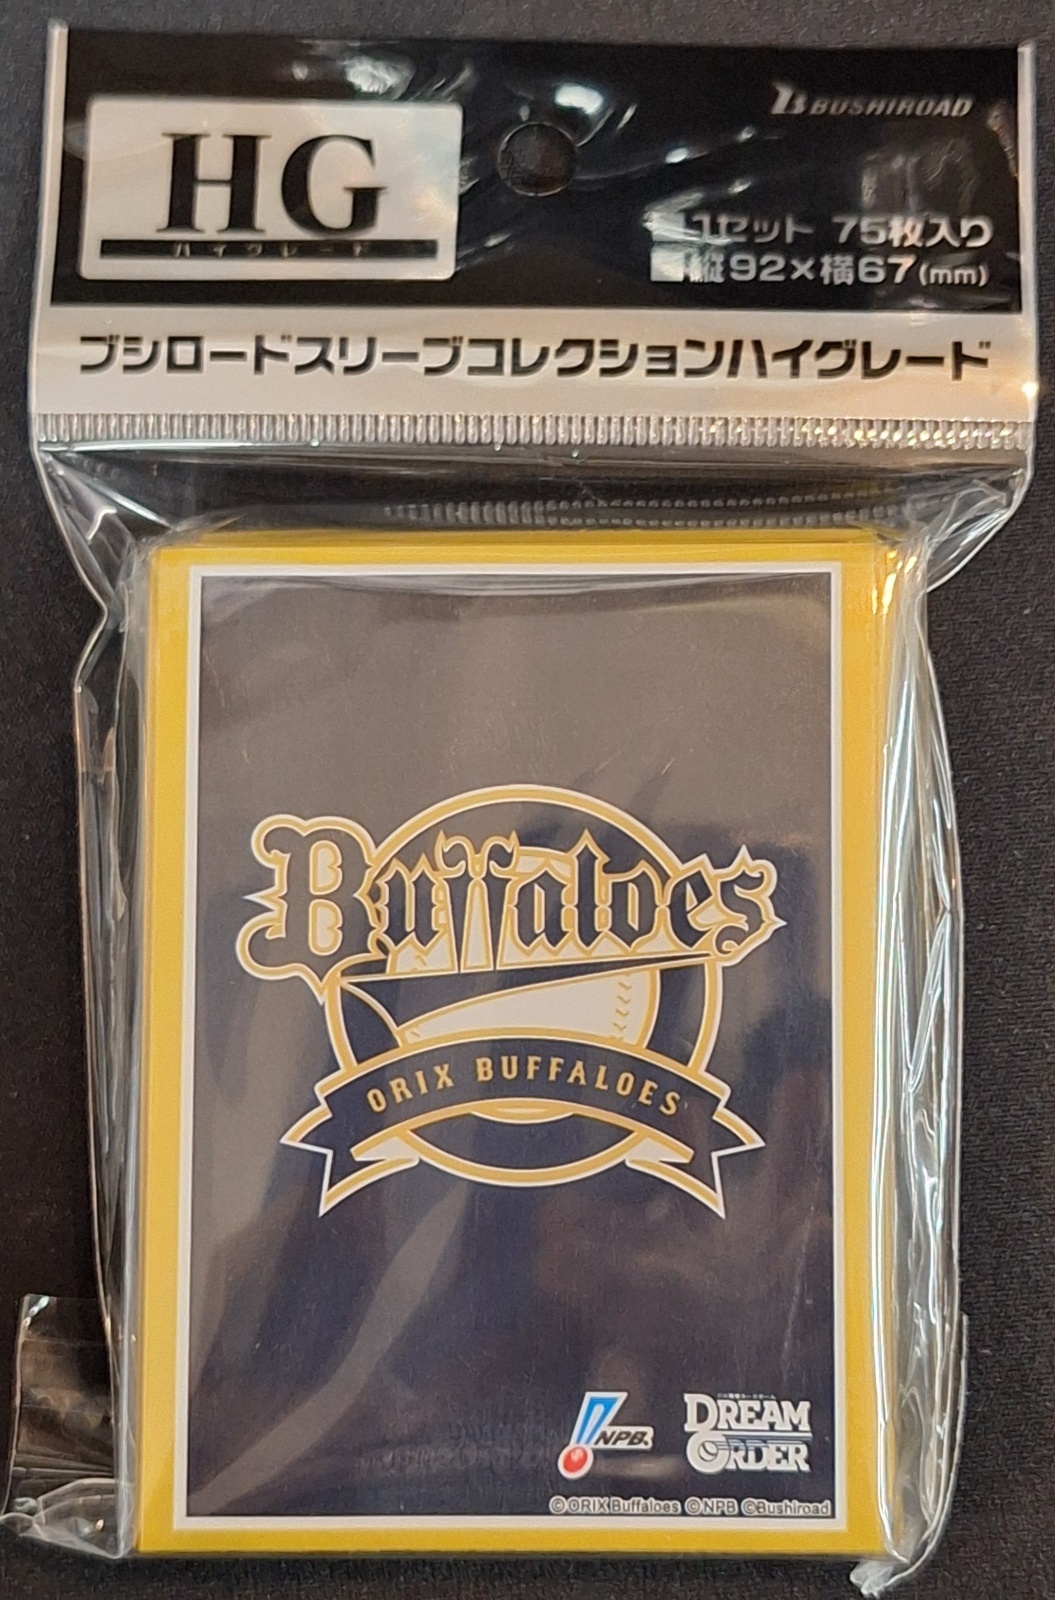 HG
ハイグレード
BUSHIROAD
1セット 75枚入り
縦92×横67(mm)
ブシロードスリーブコレクションハイグレード
Buffaloes
ORIX BUFFALOES
NPB
DREAM
ORDER
©ORIX Buffaloes ©NPB ©Bushiroad